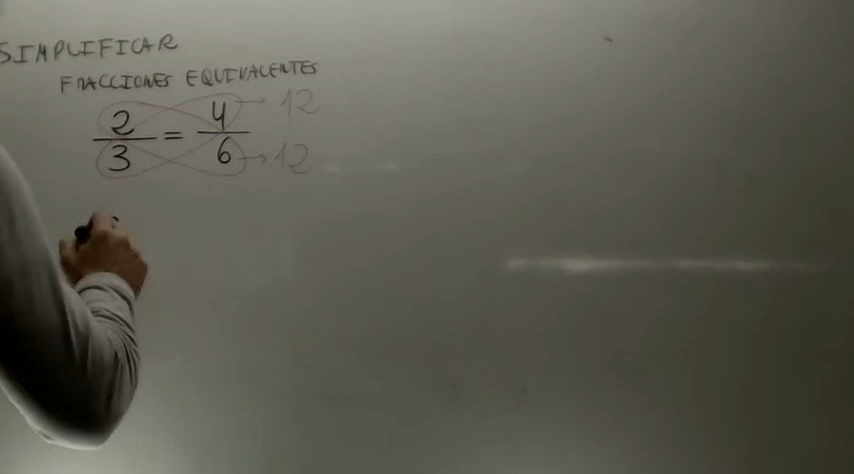 SIMPLIFICAR
FRACCIONES EQUIVALENTES
2/3 = 4/6
12
12